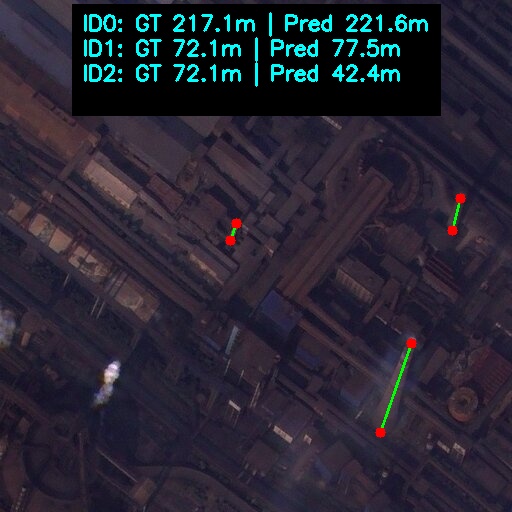 ID0: GT 217.1m | Pred 221.6m
ID1: GT 72.1m | Pred 77.5m
ID2: GT 72.1m | Pred 42.4m